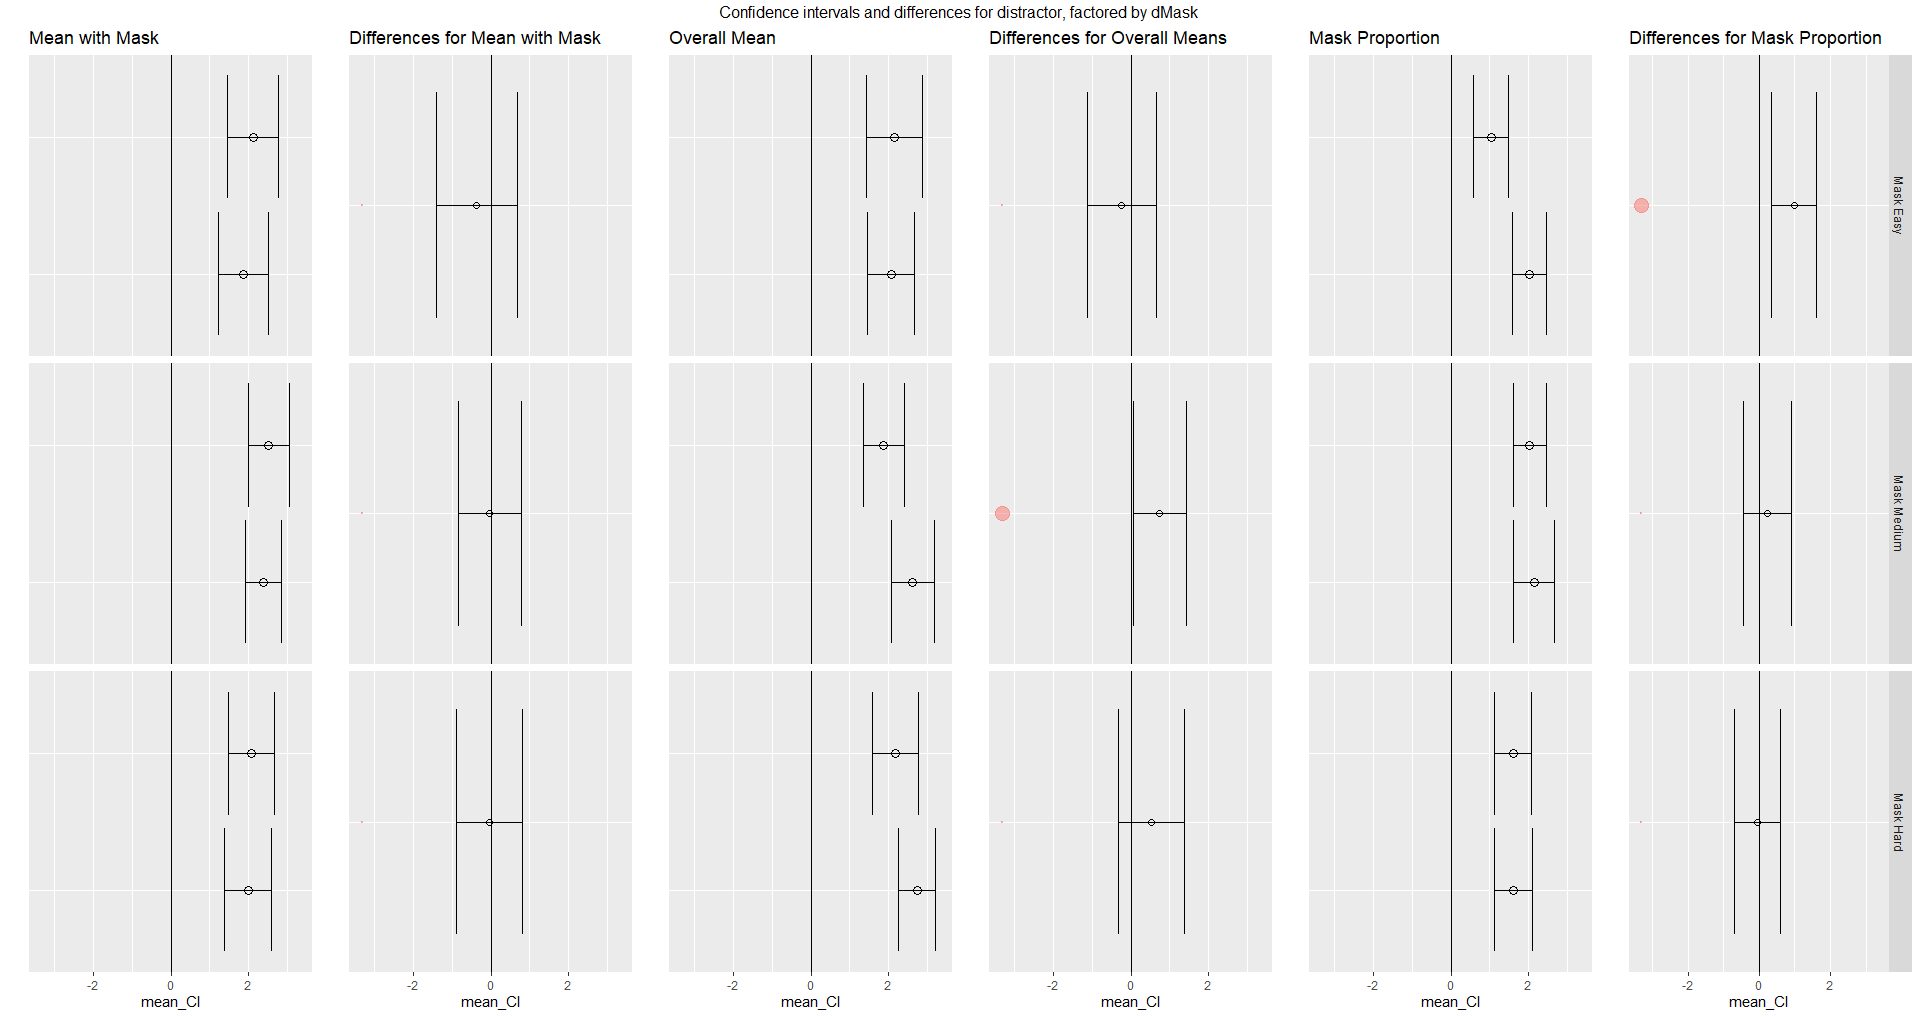 Confidence intervals and differences for distractor, factored by dMask
Mean with Mask
Differences for Mean with Mask
Overall Mean
Differences for Overall Means
Mask Proportion
Differences for Mask Proportion
Mask Easy
Mask Medium
Mask Hard
-2 0 2
-2 0 2
-2 0 2
-2 0 2
-2 0 2
-2 0 2
mean_CI
mean_CI
mean_CI
mean_CI
mean_CI
mean_CI